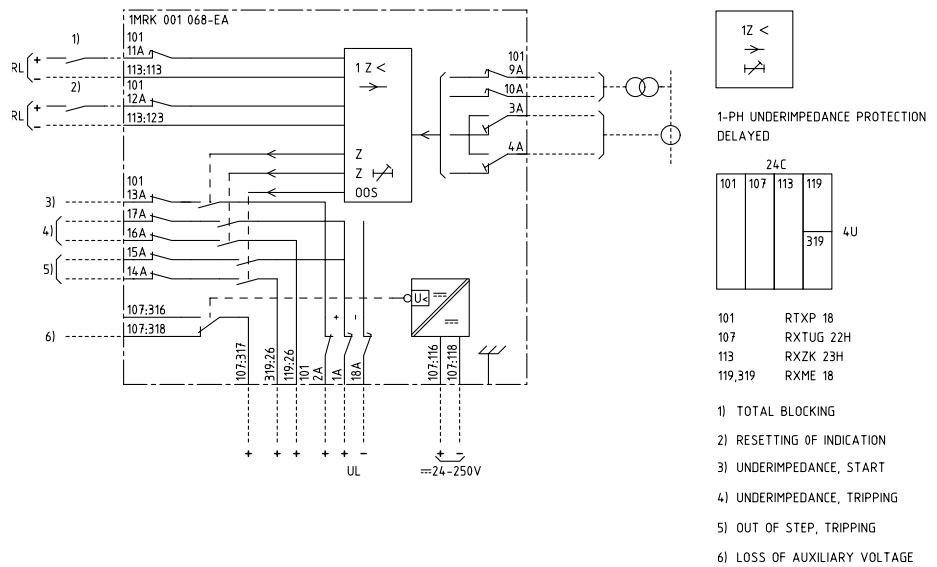 1MRK 001 068-EA
1)
101
11A
RL
+
−
113:113
101
2)
12A
RL
+
−
113:123
1 Z <
Z
Z
OOS
101
9A
10A
3A
4A
101
3)
13A
17A
4)
16A
15A
5)
14A
107:316
6)
107:318
U<
+ -
107:317
319:26
119:26
101
2A
1A
18A
107:116
107:118
+ + + + + −
UL
+ −
24-250V
1Z <
1-PH UNDERIMPEDANCE PROTECTION
DELAYED
24C
101 107 113 119
319
4U
101 RTXP 18
107 RXTUG 22H
113 RXZK 23H
119,319 RXME 18
1) TOTAL BLOCKING
2) RESETTING OF INDICATION
3) UNDERIMPEDANCE, START
4) UNDERIMPEDANCE, TRIPPING
5) OUT OF STEP, TRIPPING
6) LOSS OF AUXILIARY VOLTAGE